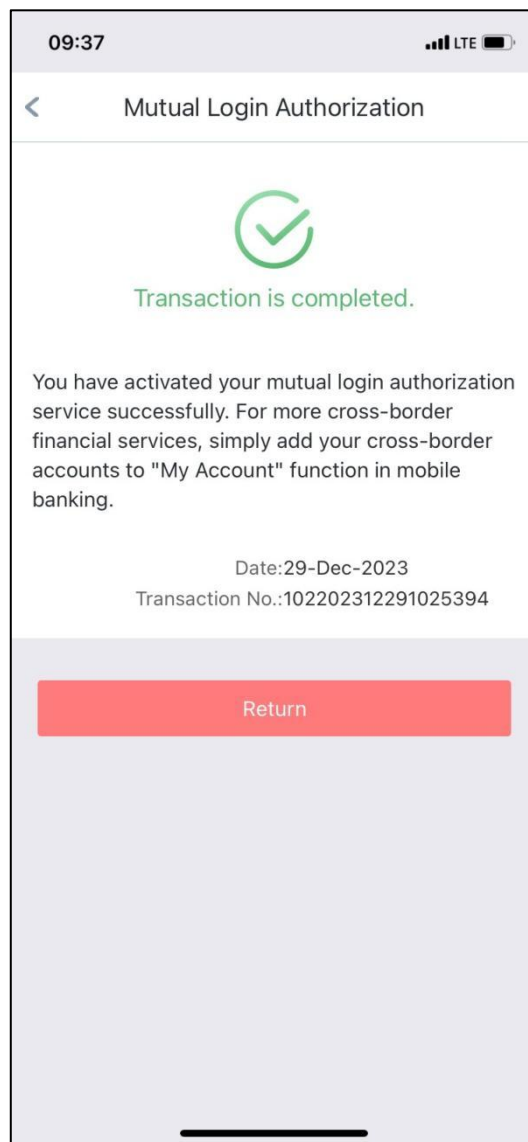 09:37 LTE
Mutual Login Authorization
Transaction is completed.
You have activated your mutual login authorization
service successfully. For more cross-border
financial services, simply add your cross-border
accounts to "My Account" function in mobile
banking.
Date:29-Dec-2023
Transaction No.:102202312291025394
Return